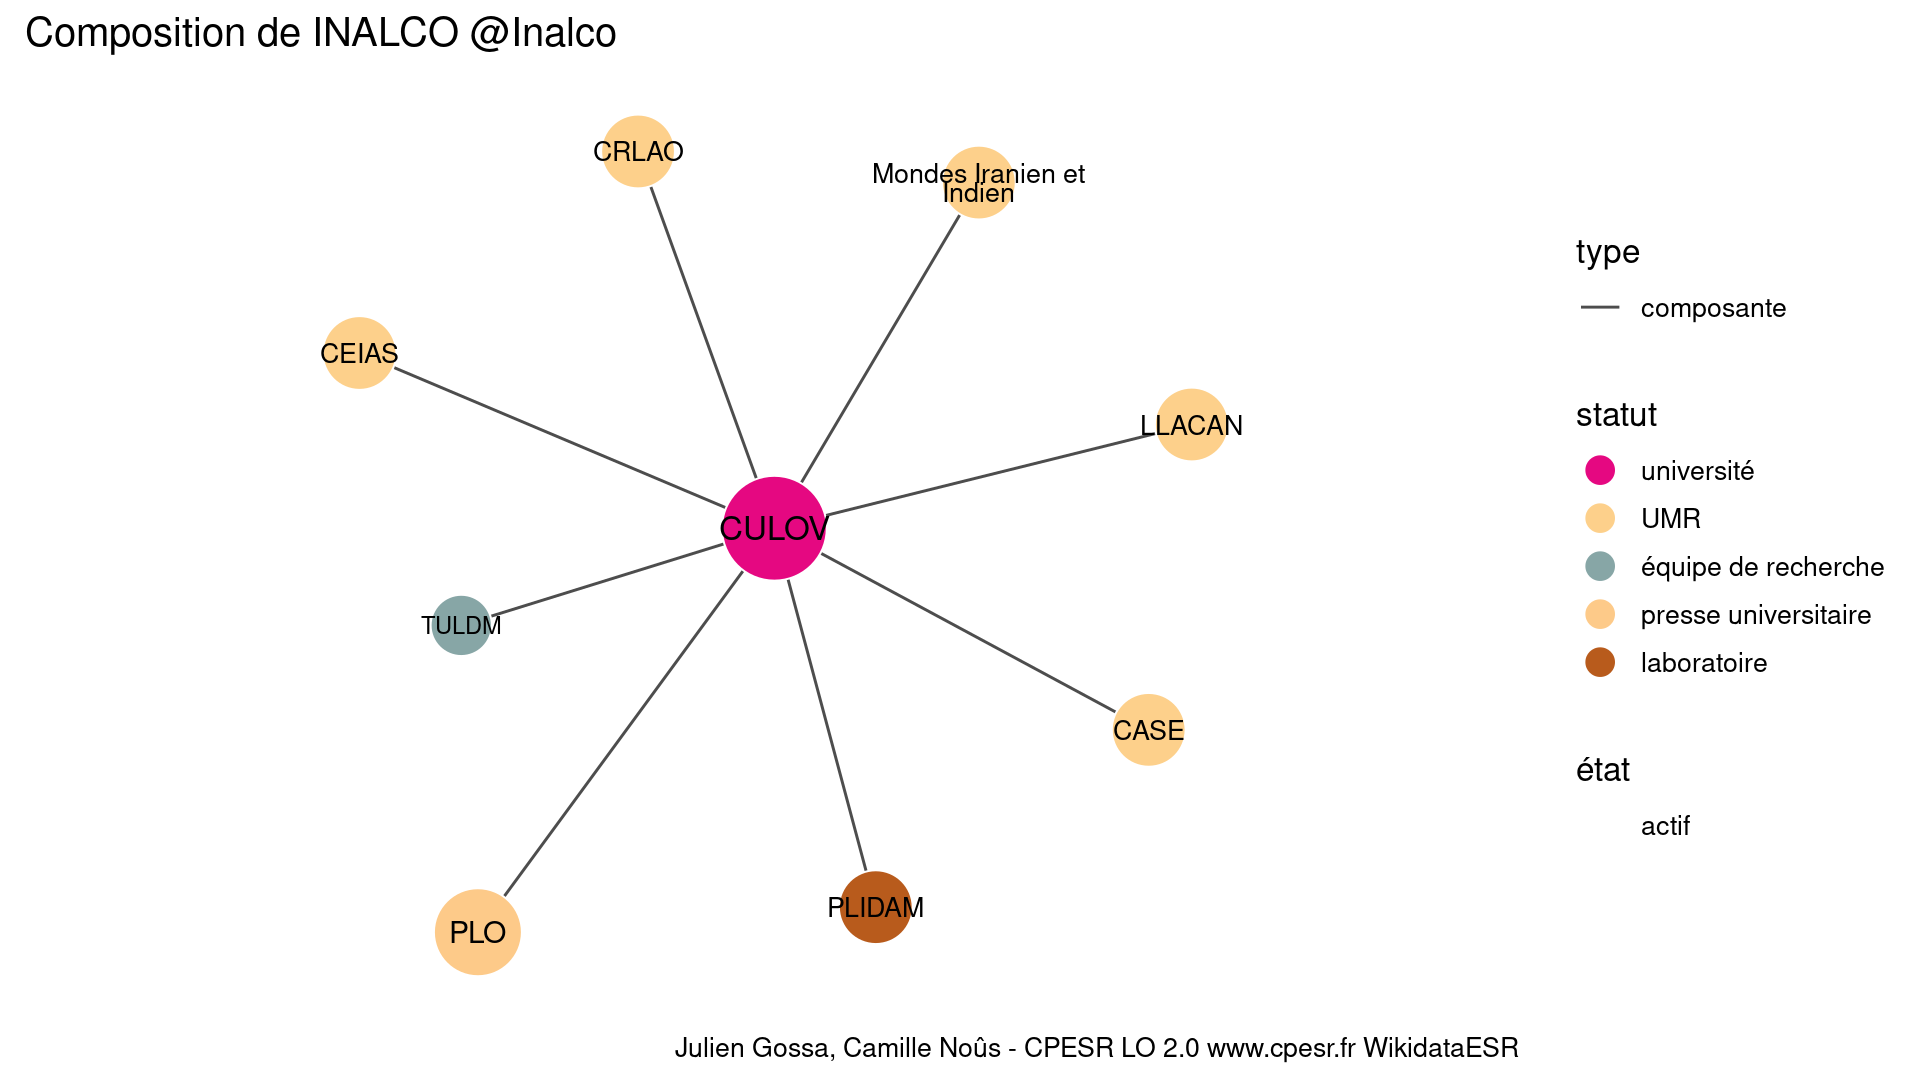 Composition de INALCO @Inalco
CRLAO
Mondes Iranien et
Indien
CEIAS
LLACAN
CULOV
TULDM
CASE
PLO
PLIDAM
type
composante
statut
université
UMR
équipe de recherche
presse universitaire
laboratoire
état
actif
Julien Gossa, Camille Noûs - CPESR LO 2.0 www.cpesr.fr WikidataESR